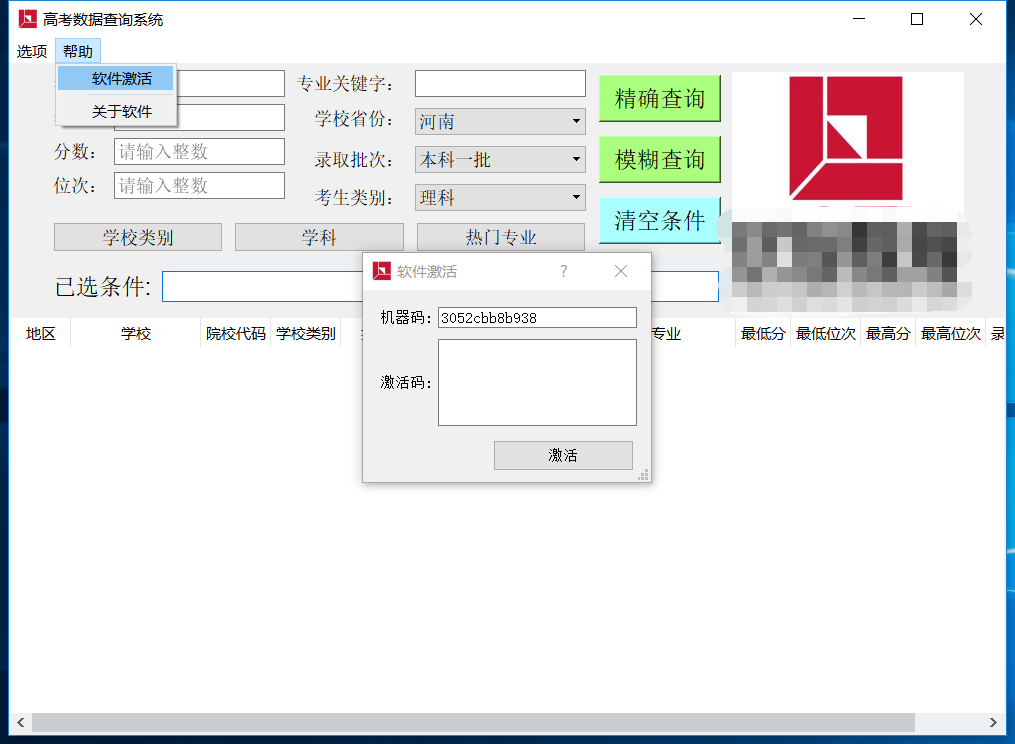 高考数据查询系统
选项 帮助
软件激活
关于软件
专业关键字:
学校省份: 河南
分数: 请输入整数
录取批次: 本科一批
位次: 请输入整数
考生类别: 理科
精确查询
模糊查询
清空条件
学校类别 学科 热门专业
已选条件:
软件激活 ?
机器码: 3052cbb8b938
激活码:
激活
地区 学校 院校代码 学校类别 专业 最低分 最低位次 最高分 最高位次 录